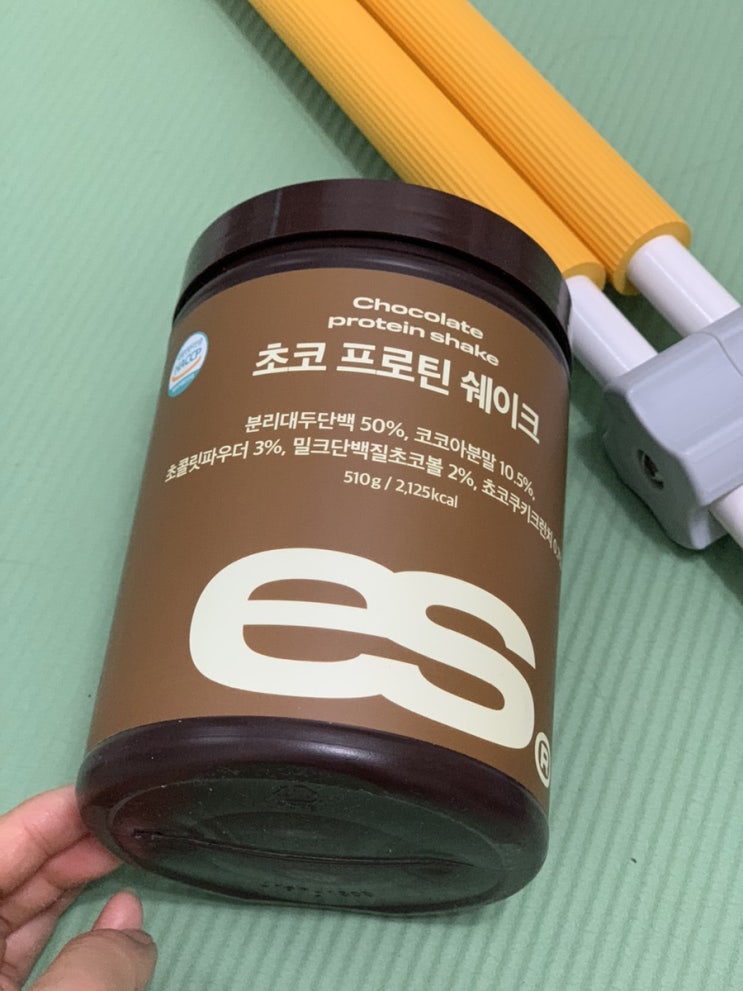 Chocolate
protein shake
초코 프로틴 쉐이크
HACCP
분리대두단백 50%, 코코아분말 10.5%,
초콜릿파우더 3%, 밀크단백질초코볼 2%, 쵸코쿠키크런치
510g / 2,125kcal
es
®